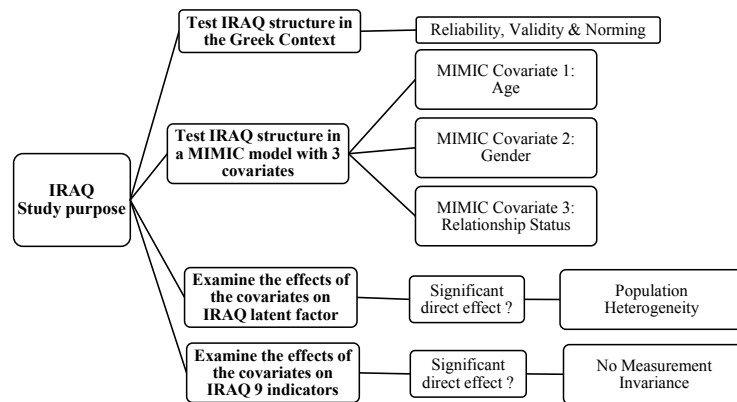 IRAQ
Study purpose
Test IRAQ structure in
the Greek Context
Reliability, Validity & Norming
Test IRAQ structure in
a MIMIC model with 3
covariates
MIMIC Covariate 1:
Age
MIMIC Covariate 2:
Gender
MIMIC Covariate 3:
Relationship Status
Examine the effects of
the covariates on
IRAQ latent factor
Significant
direct effect ?
Population
Heterogeneity
Examine the effects of
the covariates on
IRAQ 9 indicators
Significant
direct effect ?
No Measurement
Invariance